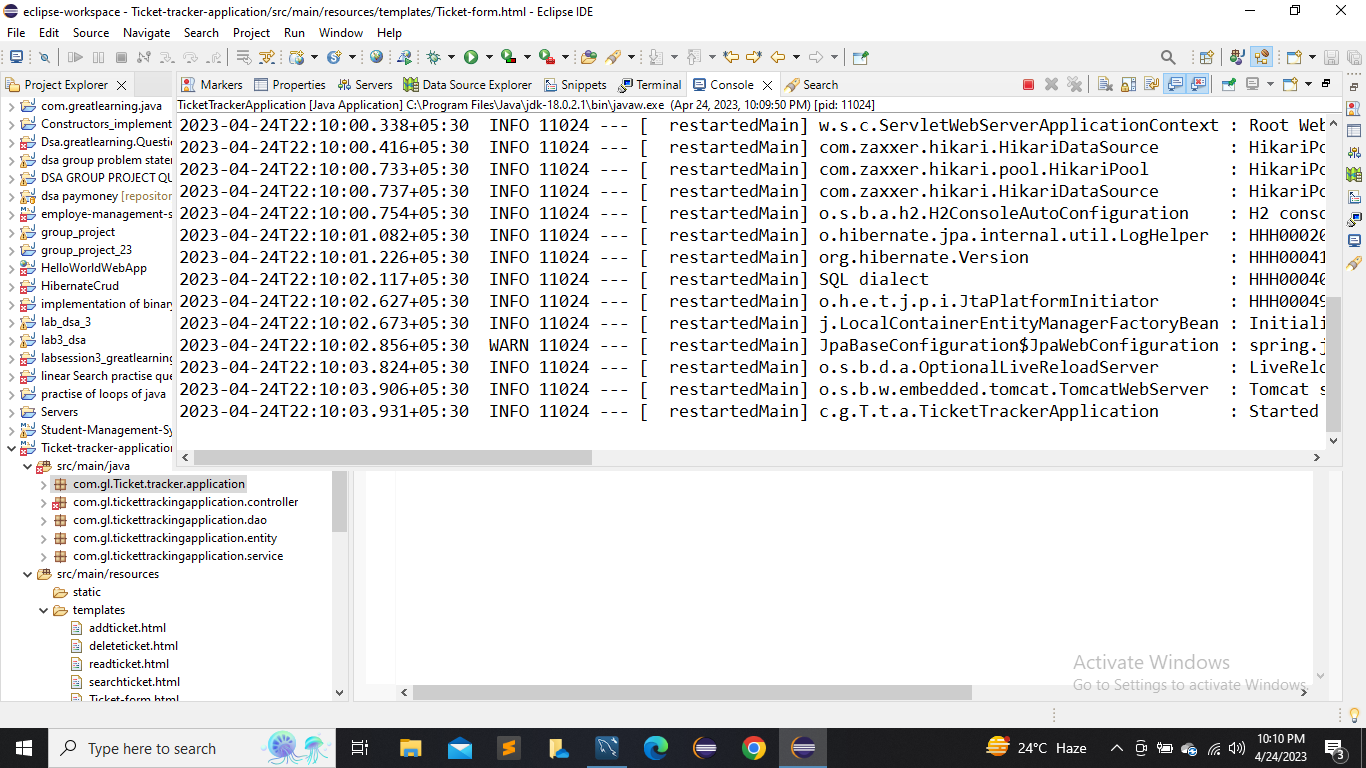 eclipse-workspace - Ticket-tracker-application/src/main/resources/templates/Ticket-form.html - Eclipse IDE
File Edit Source Navigate Search Project Run Window Help
Project Explorer
Markers Properties Servers Data Source Explorer Snippets Terminal Console Search
TicketTrackerApplication [Java Application] C:\Program Files\Java\jdk-18.0.2.1\bin\javaw.exe (Apr 24, 2023, 10:09:50 PM) [pid: 11024]
2023-04-24T22:10:00.338+05:30 INFO 11024 --- [ restartedMain] w.s.c.ServletWebServerApplicationContext : Root Web
2023-04-24T22:10:00.416+05:30 INFO 11024 --- [ restartedMain] com.zaxxer.hikari.HikariDataSource : HikariPo
2023-04-24T22:10:00.733+05:30 INFO 11024 --- [ restartedMain] com.zaxxer.hikari.pool.HikariPool : HikariPo
2023-04-24T22:10:00.737+05:30 INFO 11024 --- [ restartedMain] com.zaxxer.hikari.HikariDataSource : HikariPo
2023-04-24T22:10:00.754+05:30 INFO 11024 --- [ restartedMain] o.s.b.a.h2.H2ConsoleAutoConfiguration : H2 conso
2023-04-24T22:10:01.082+05:30 INFO 11024 --- [ restartedMain] o.hibernate.jpa.internal.util.LogHelper : HHH00020
2023-04-24T22:10:01.226+05:30 INFO 11024 --- [ restartedMain] org.hibernate.Version : HHH00041
2023-04-24T22:10:02.117+05:30 INFO 11024 --- [ restartedMain] SQL dialect : HHH00040
2023-04-24T22:10:02.627+05:30 INFO 11024 --- [ restartedMain] o.h.e.t.j.p.i.JtaPlatformInitiator : HHH00049
2023-04-24T22:10:02.673+05:30 INFO 11024 --- [ restartedMain] j.LocalContainerEntityManagerFactoryBean : Initiali
2023-04-24T22:10:02.856+05:30 WARN 11024 --- [ restartedMain] JpaBaseConfiguration$JpaWebConfiguration : spring.j
2023-04-24T22:10:03.824+05:30 INFO 11024 --- [ restartedMain] o.s.b.d.a.OptionalLiveReloadServer : LiveRelo
2023-04-24T22:10:03.906+05:30 INFO 11024 --- [ restartedMain] o.s.b.w.embedded.tomcat.TomcatWebServer : Tomcat s
2023-04-24T22:10:03.931+05:30 INFO 11024 --- [ restartedMain] c.g.T.t.a.TicketTrackerApplication : Started
com.greatlearning.java
Constructors_implement
Dsa.greatlearning.Questi
dsa group problem staten
DSA GROUP PROJECT QU
dsa paymoney [repositor
employe-management-s
group_project
group_project_23
HelloWorldWebApp
HibernateCrud
implementation of binary
lab_dsa_3
lab3_dsa
labsession3_greatlearning
linear Search practise que
practise of loops of java
Servers
Student-Management-Sy
Ticket-tracker-application
src/main/java
com.gl.Ticket.tracker.application
com.gl.tickettrackingapplication.controller
com.gl.tickettrackingapplication.dao
com.gl.tickettrackingapplication.entity
com.gl.tickettrackingapplication.service
src/main/resources
static
templates
addticket.html
deleteticket.html
readticket.html
searchticket.html
Ticket-form.html
Activate Windows
Go to Settings to activate Windows.
Type here to search
24°C Haze
10:10 PM
4/24/2023
3